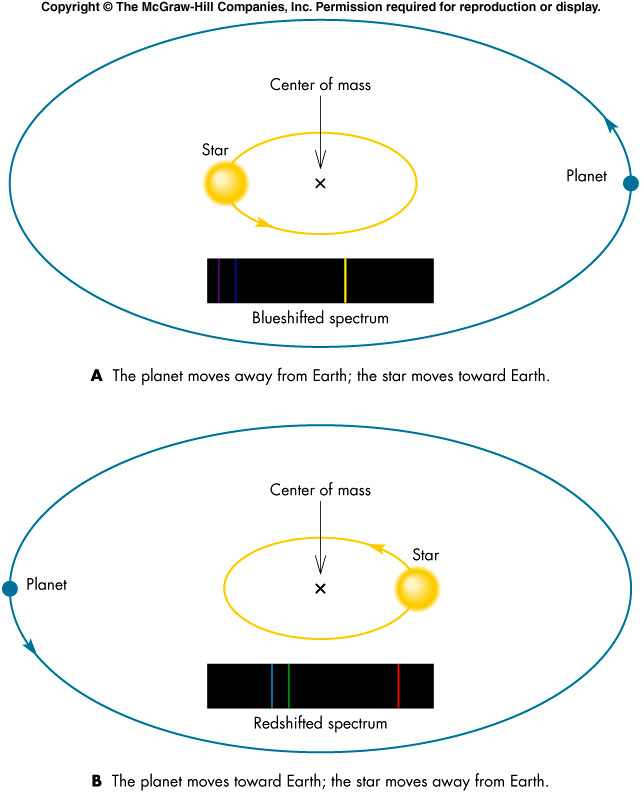 Copyright © The McGraw-Hill Companies, Inc. Permission required for reproduction or display.
Center of mass
Star
Planet
Blueshifted spectrum
A The planet moves away from Earth; the star moves toward Earth.
Center of mass
Star
Planet
Redshifted spectrum
B The planet moves toward Earth; the star moves away from Earth.